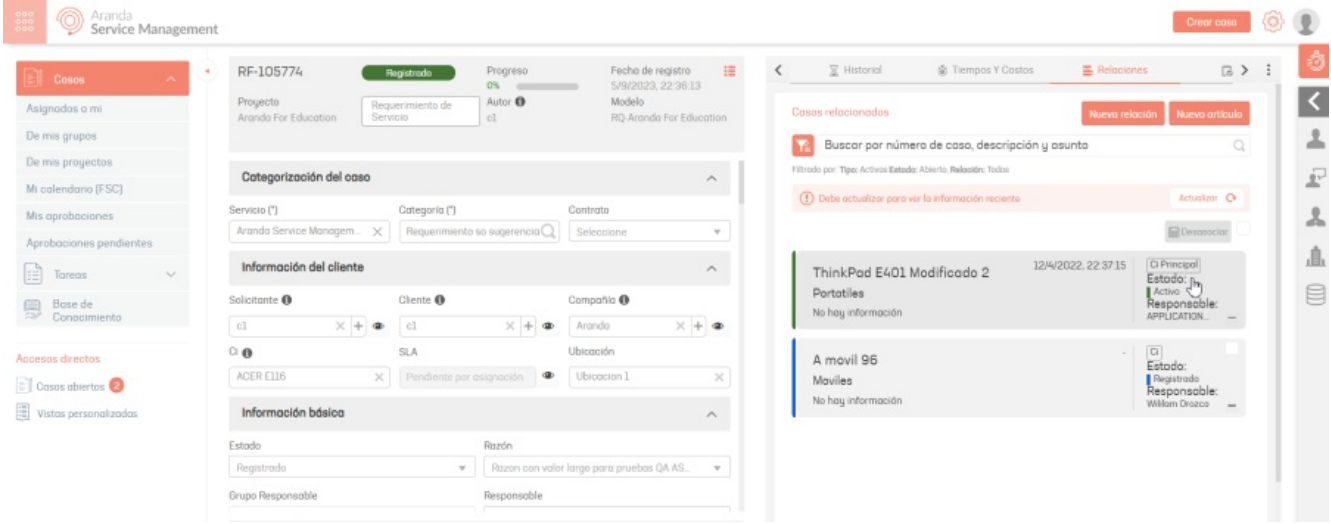 Aranda
Service Management
Crear caso
Casos
Asignados a mi
De mis grupos
De mis proyectos
Mi calendario (FSC)
Mis aprobaciones
Aprobaciones pendientes
Tareas
Base de
Conocimiento
Accesos directos
Casos abiertos 2
Vistas personalizadas
RF-105774
Registrado
Progreso
0%
Fecha de registro
5/9/2023, 22:36:13
Proyecto
Aranda For Education
Requerimiento de
Servicio
Autor
c1
Modelo
RQ-Aranda For Education
Categorización del caso
Servicio (*)
Categoría (*)
Contrato
Aranda Service Managem...
Requerimiento so sugerencia
Seleccione
Información del cliente
Solicitante
Cliente
Compañía
c1
c1
Aranda
Ci
SLA
Ubicación
ACER E116
Pendiente por asignación
Ubicacion 1
Información básica
Estado
Razón
Registrado
Razon con valor largo para pruebas QA AS...
Grupo Responsable
Responsable
Historial
Tiempos Y Costos
Relaciones
Casos relacionados
Nueva relación
Nuevo artículo
Buscar por número de caso, descripción y asunto
Filtrado por: Tipo: Activos Estado: Abierto, Relación: Todos
Debe actualizar para ver la información reciente
Actualizar
Desasociar
ThinkPad E401 Modificado 2
Portatiles
No hay información
12/4/2022, 22:37:15
Ci Principal
Estado:
Activo
Responsable:
APPLICATION...
A movil 96
Moviles
No hay información
-
Ci
Estado:
Registrado
Responsable:
William Orozco